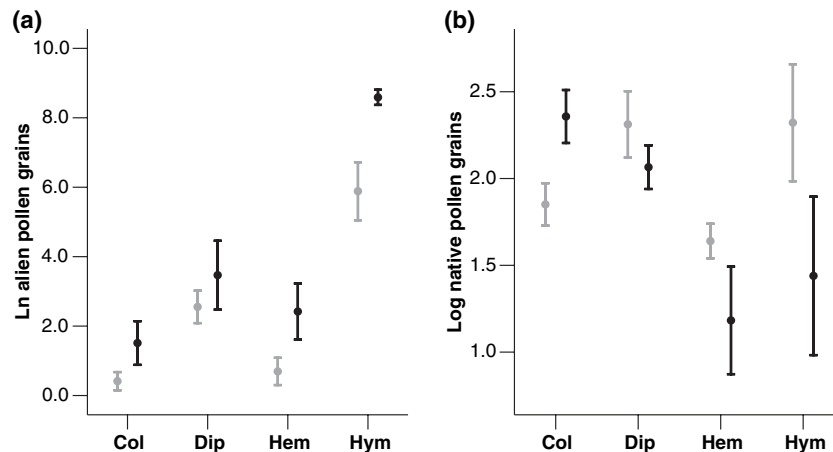 (a)
Ln alien pollen grains
10.0
8.0
6.0
4.0
2.0
0.0
Col Dip Hem Hym
(b)
Log native pollen grains
2.5
2.0
1.5
1.0
Col Dip Hem Hym